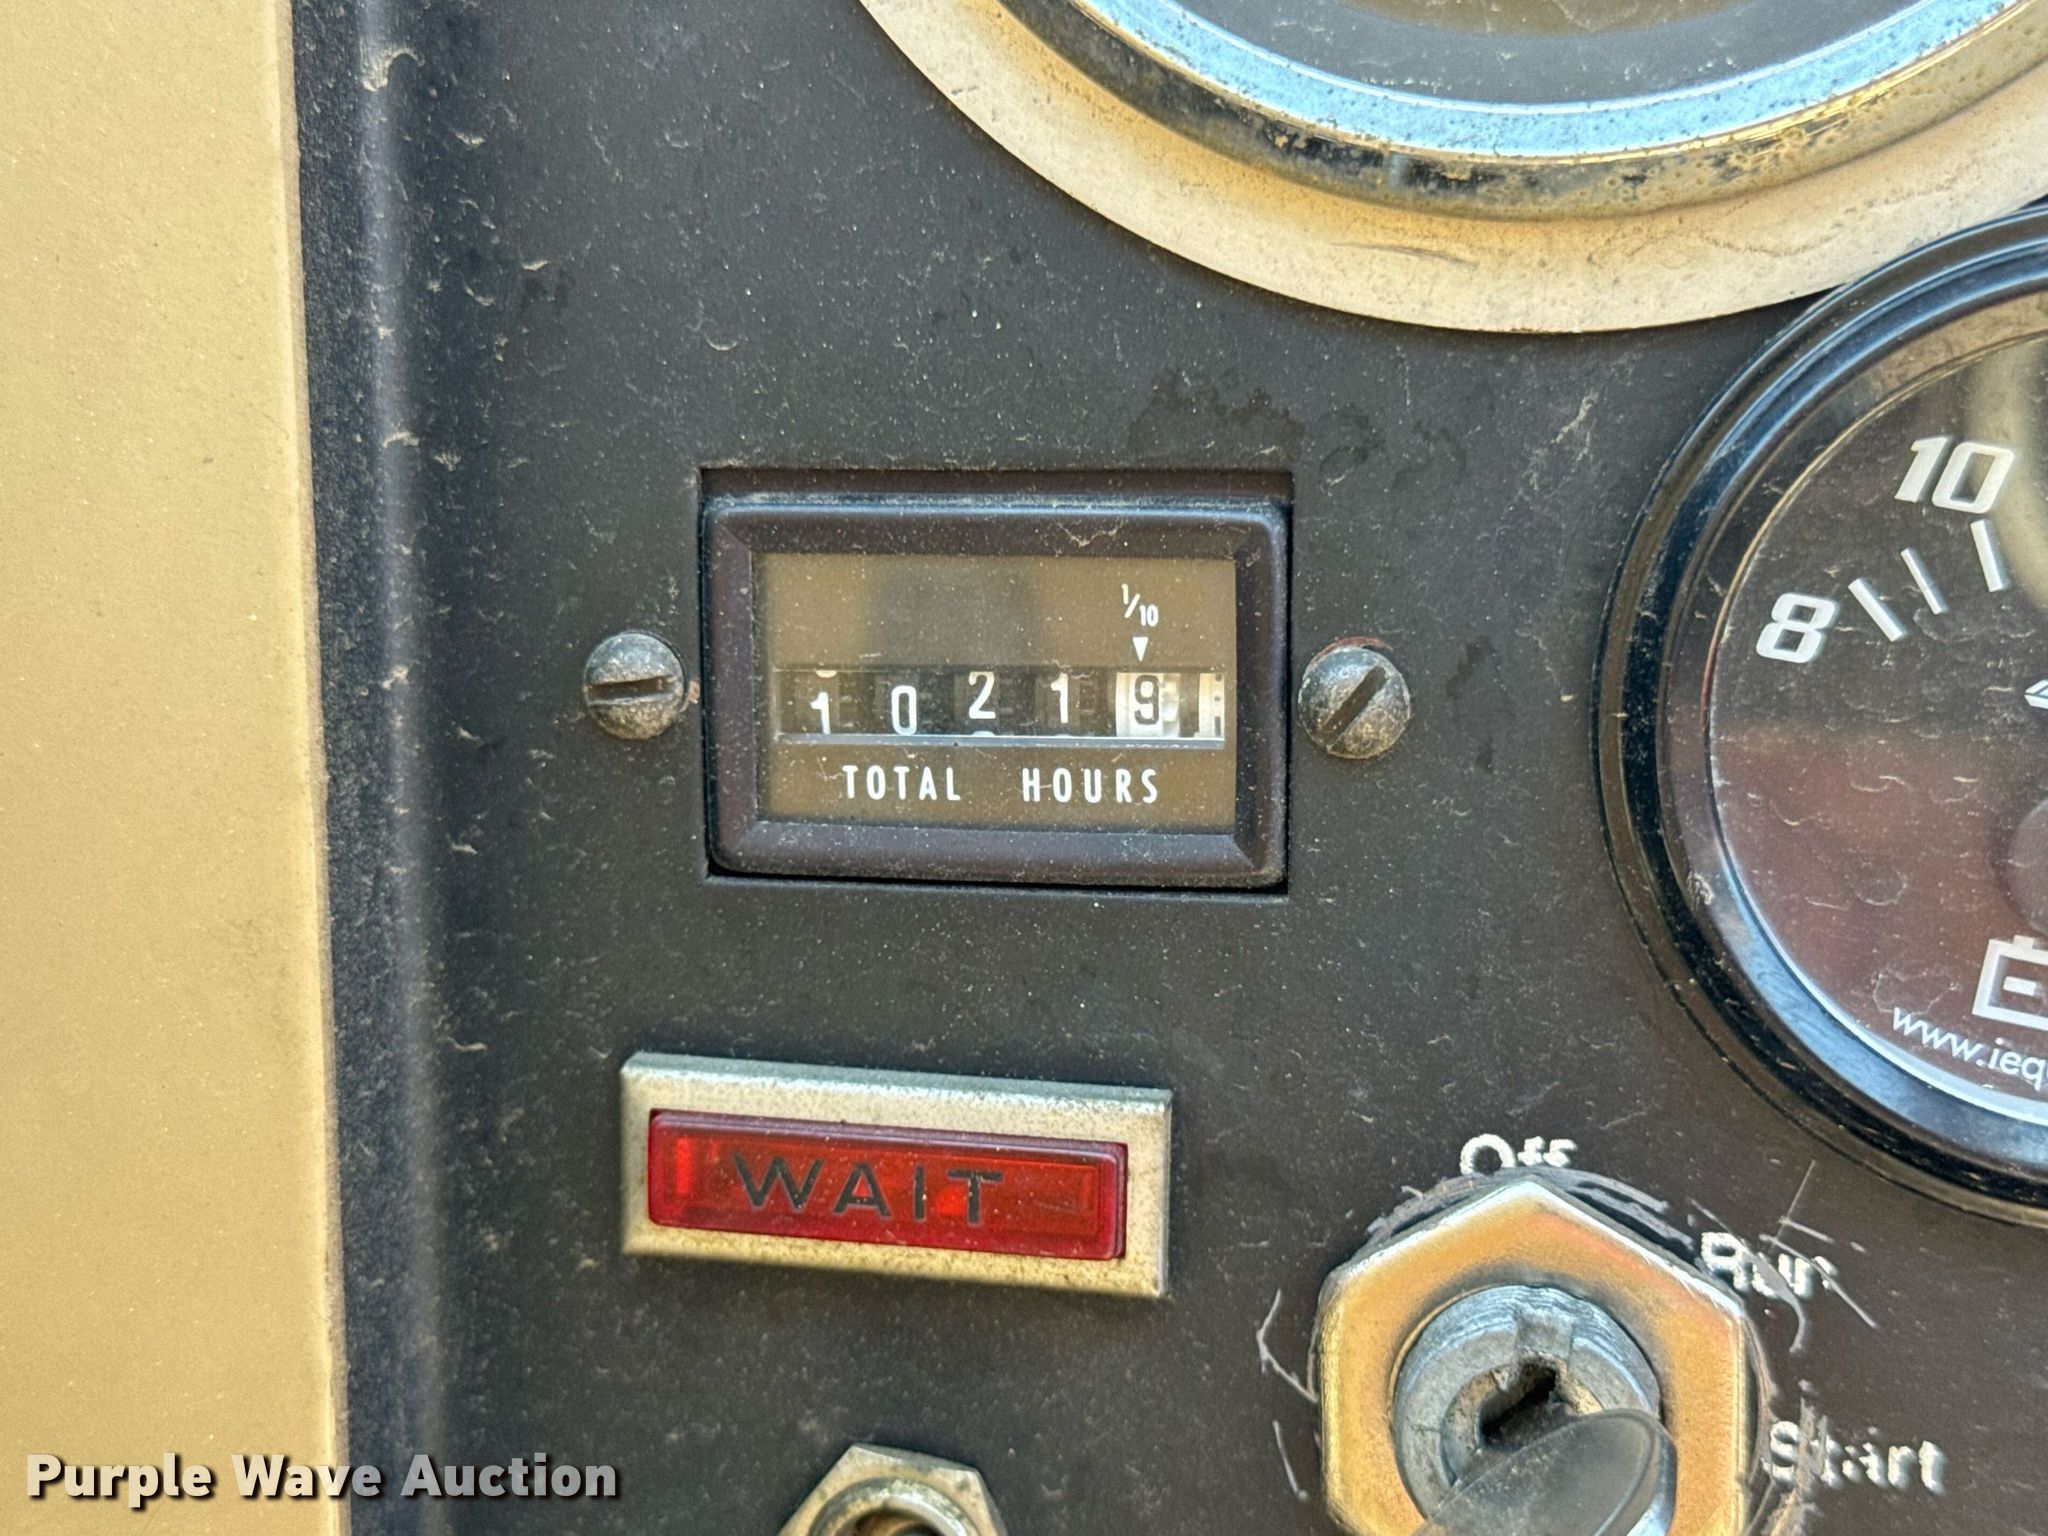 10
8
1/10
1 0 2 1 9
TOTAL HOURS
www.iequ
WAIT
Off
Run
Start
Purple Wave Auction